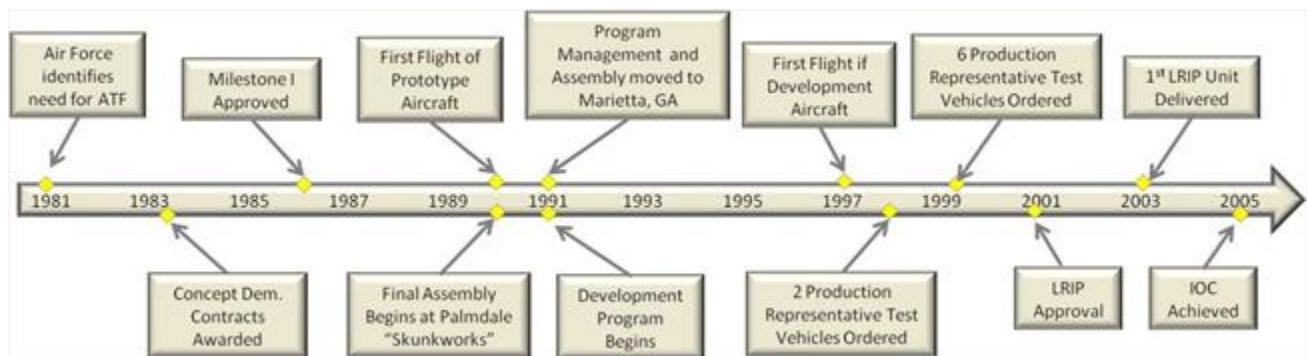 Air Force
identifies
need for ATF
Milestone I
Approved
First Flight of
Prototype
Aircraft
Program
Management and
Assembly moved to
Marietta, GA
First Flight if
Development
Aircraft
6 Production
Representative Test
Vehicles Ordered
1st LRIP Unit
Delivered
1981 1983 1985 1987 1989 1991 1993 1995 1997 1999 2001 2003 2005
Concept Dem.
Contracts
Awarded
Final Assembly
Begins at Palmdale
“Skunkworks”
Development
Program
Begins
2 Production
Representative Test
Vehicles Ordered
LRIP
Approval
IOC
Achieved